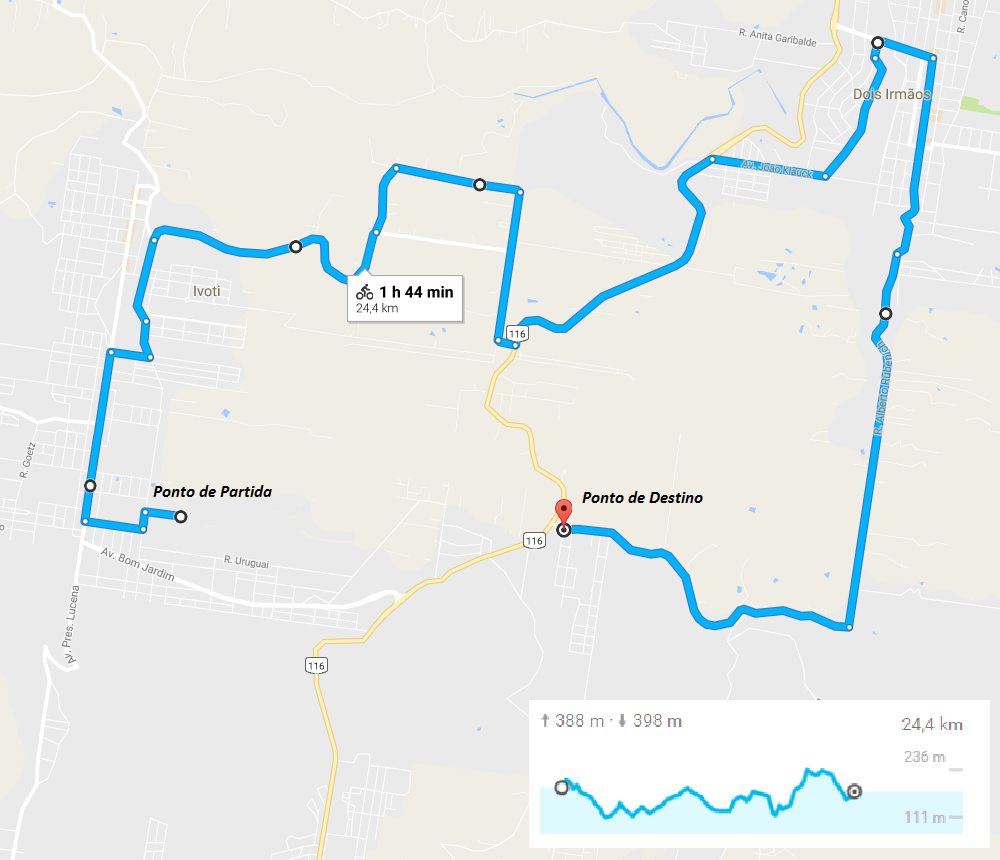 R. Anita Garibalde
R. Cano
Dois Irmãos
Av. João Klauck
Ivoti
1 h 44 min
24,4 km
116
R. Alberto Rübenich
R. Goetz
Ponto de Partida
Ponto de Destino
116
Av. Bom Jardim
R. Uruguai
Av. Pres. Lucena
116
388 m · 398 m
24,4 km
236 m
111 m